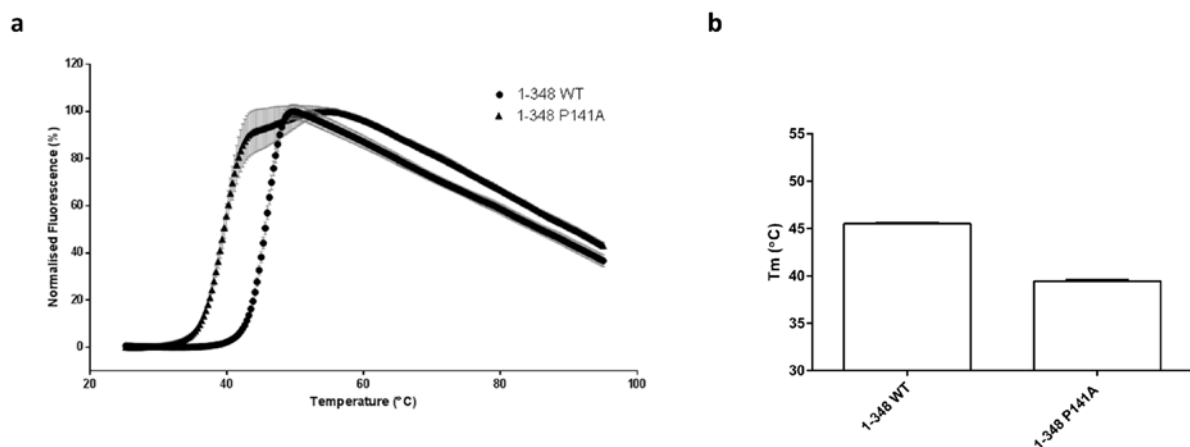 a
120
100
80
60
40
20
0
Normalised Fluorescence (%)
20
40
60
80
100
Temperature (°C)
1-348 WT
1-348 P141A
b
55
50
45
40
35
30
Tm (°C)
1-348 WT
1-348 P141A